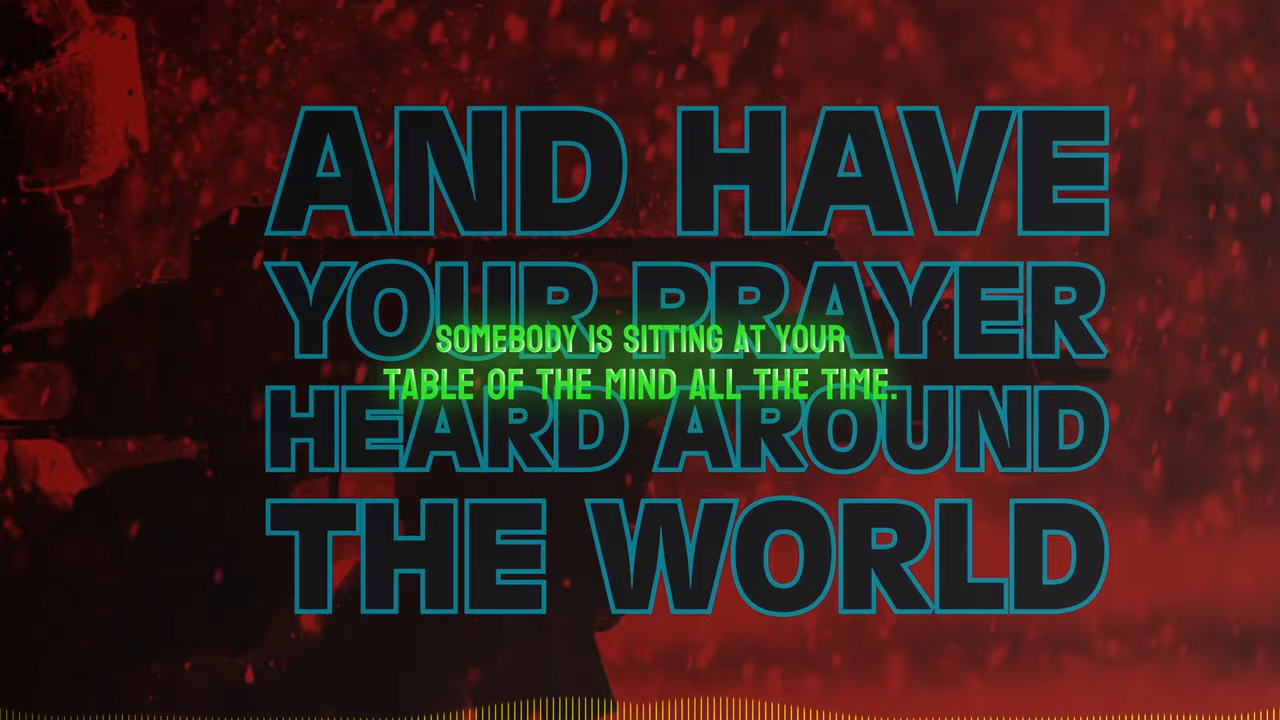 AND HAVE
YOUR PRAYER
SOMEBODY IS SITTING AT YOUR
TABLE OF THE MIND ALL THE TIME.
HEARD AROUND
THE WORLD